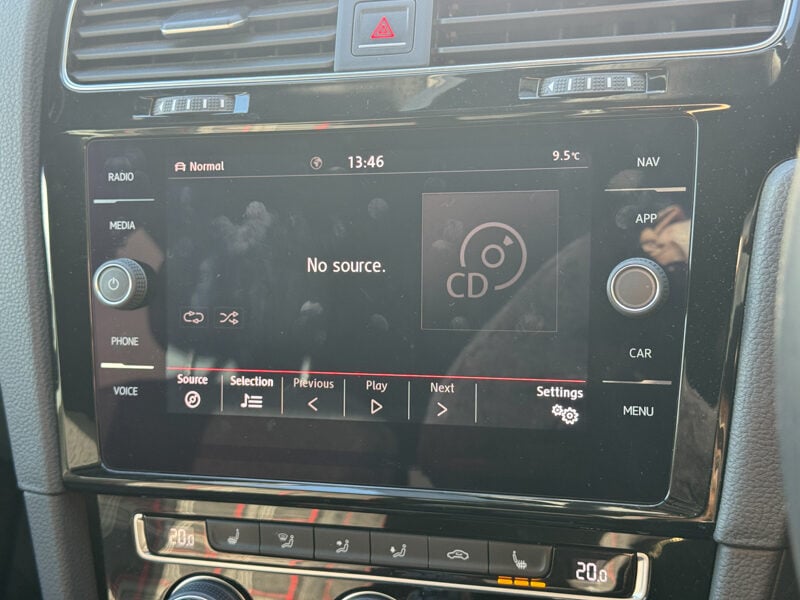 Normal 13:46 9.5°C
RADIO
MEDIA
PHONE
VOICE
No source.
CD
Source Selection Previous Play Next Settings
NAV
APP
CAR
MENU
20.0
20.0